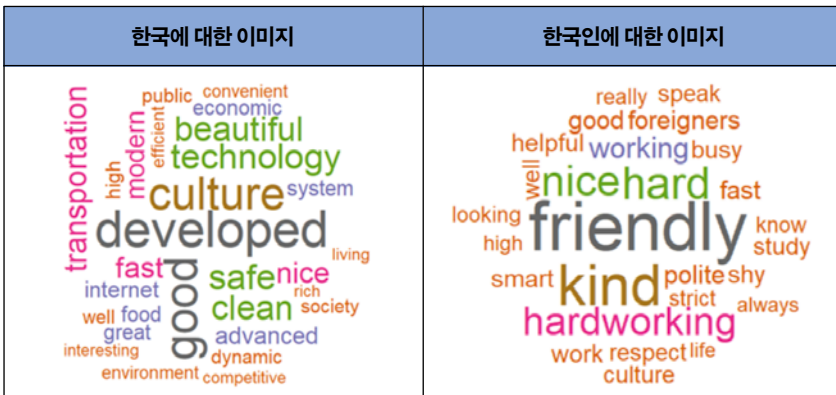 한국에 대한 이미지
한국인에 대한 이미지
public convenient
economic
transportation
modern
efficient
beautiful
high
technology
culture system
developed
living
fast
good
safe nice
internet
rich
clean society
well food
great
advanced
interesting
dynamic
environment competitive
really speak
good foreigners
helpful working busy
well
nice hard fast
looking
friendly
know
high
study
smart
kind
polite shy
strict
always
hardworking
work respect life
culture